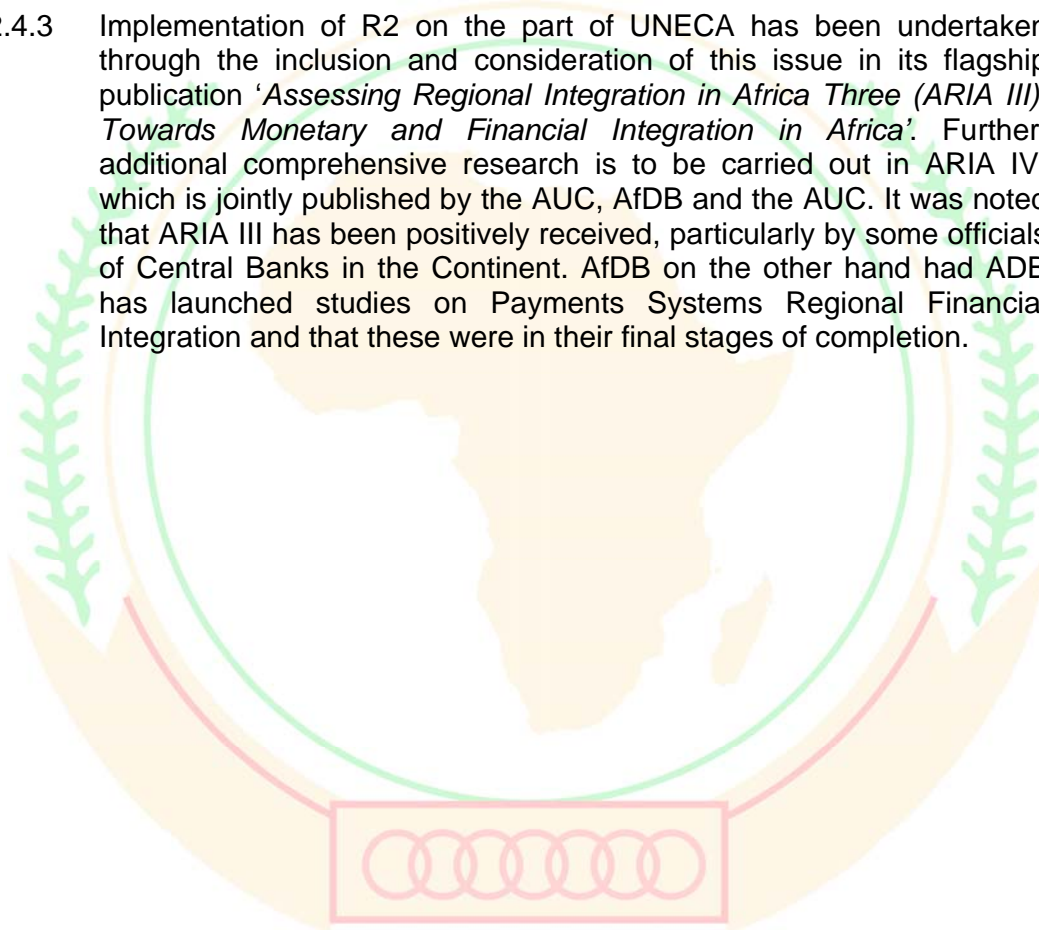 2.4.3 Implementation of R2 on the part of UNECA has been undertaken
through the inclusion and consideration of this issue in its flagship
publication ‘Assessing Regional Integration in Africa Three (ARIA III)
Towards Monetary and Financial Integration in Africa’. Further
additional comprehensive research is to be carried out in ARIA IV
which is jointly published by the AUC, AfDB and the AUC. It was noted
that ARIA III has been positively received, particularly by some officials
of Central Banks in the Continent. AfDB on the other hand had ADB
has launched studies on Payments Systems Regional Financia
Integration and that these were in their final stages of completion.